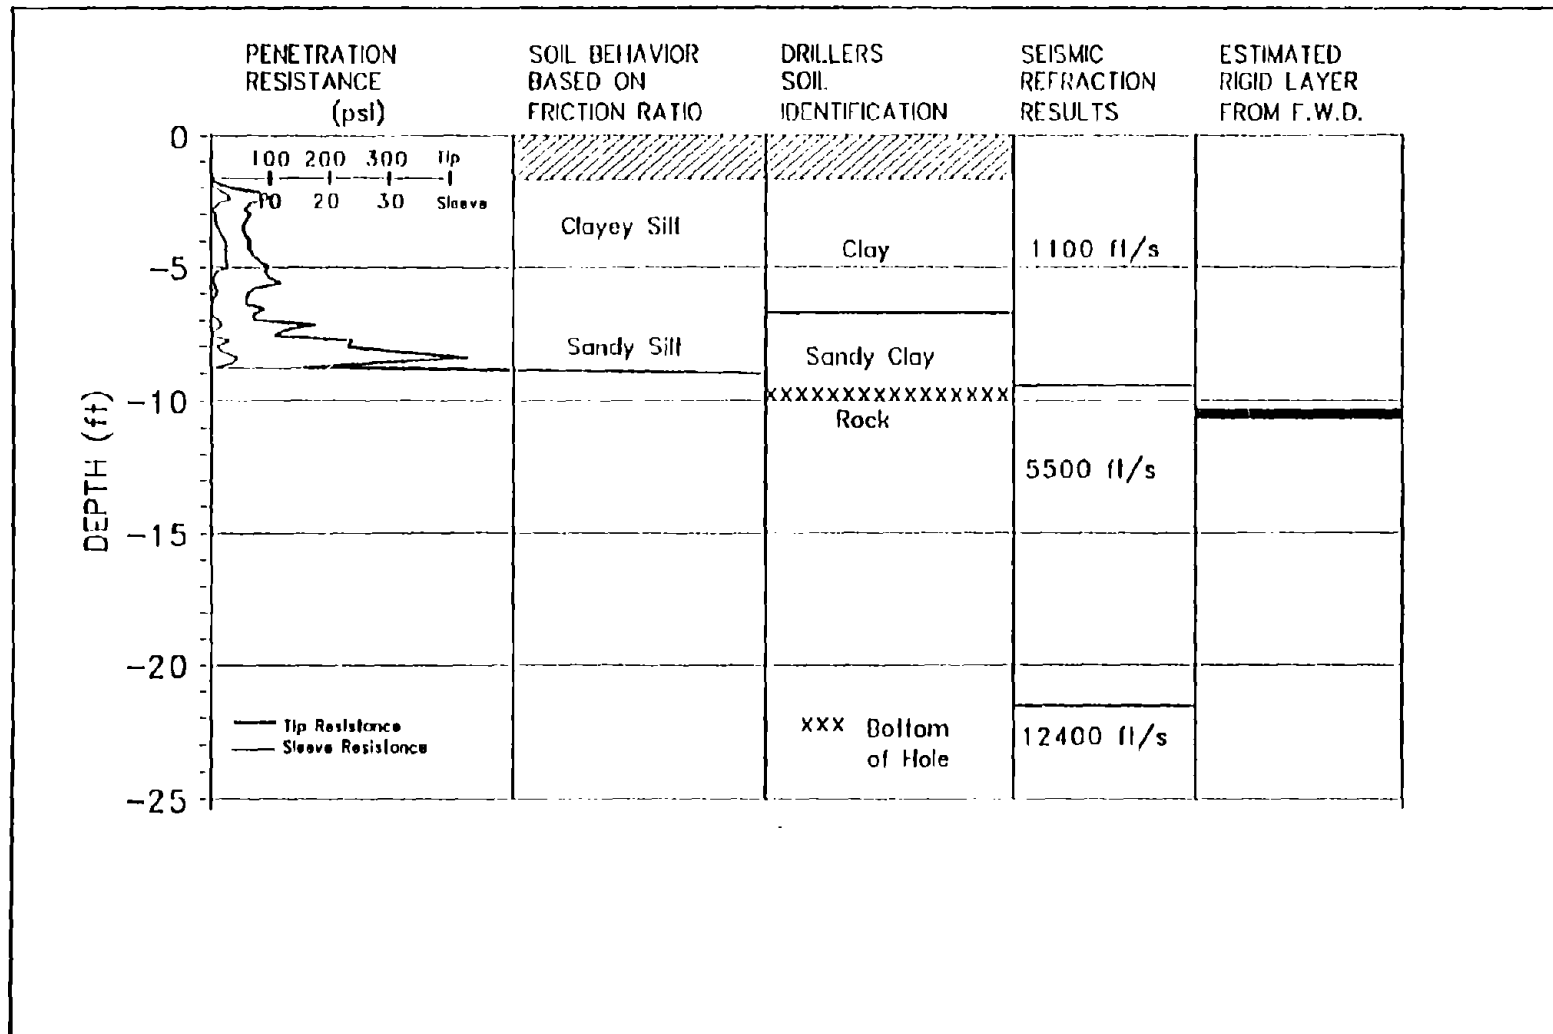 PENETRATION
RESISTANCE
(psi)
SOIL BEHAVIOR
BASED ON
FRICTION RATIO
DRILLERS
SOIL
IDENTIFICATION
SEISMIC
REFRACTION
RESULTS
ESTIMATED
RIGID LAYER
FROM F.W.D.
DEPTH (ft)
0
-5
-10
-15
-20
-25
100 200 300 Tip
10 20 30 Sleeve
Clayey Silt
Sandy Silt
Clay
Sandy Clay
XXXXXXXXXXXXXXXX
Rock
1100 ft/s
5500 ft/s
12400 ft/s
Tip Resistance
Sleeve Resistance
XXX Bottom
of Hole